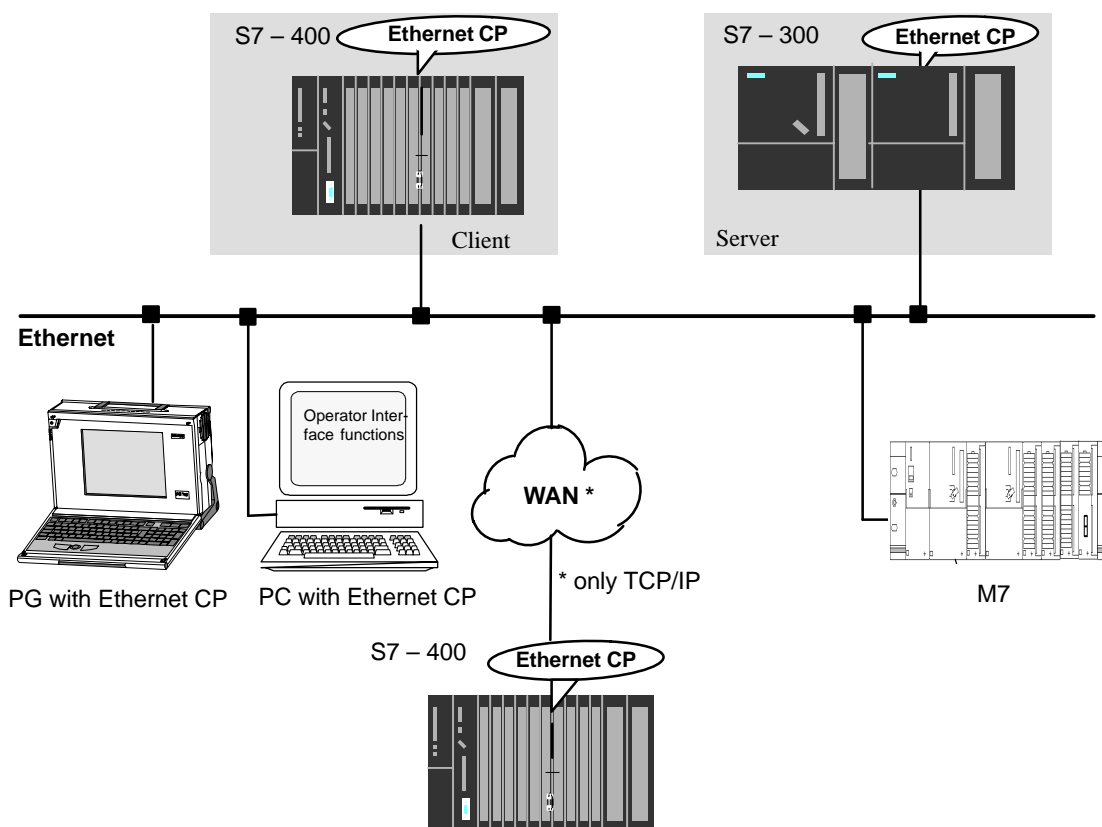 S7 – 400
Ethernet CP
S7 – 300
Ethernet CP
Client
Server
Ethernet
Operator Inter-
face functions
WAN *
* only TCP/IP
PG with Ethernet CP
PC with Ethernet CP
M7
S7 – 400
Ethernet CP